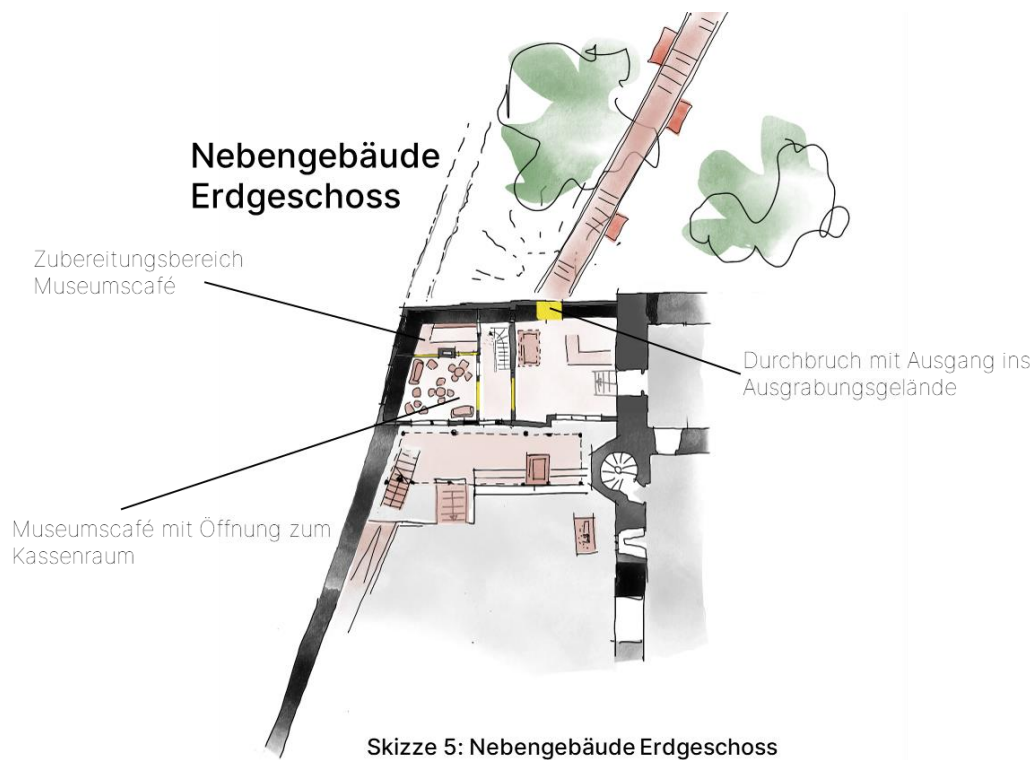 Nebengebäude
Erdgeschoss
Zubereitungsbereich
Museumscafé
Durchbruch mit Ausgang ins
Ausgrabungsgelände
Museumscafé mit Öffnung zum
Kassenraum
Skizze 5: Nebengebäude Erdgeschoss